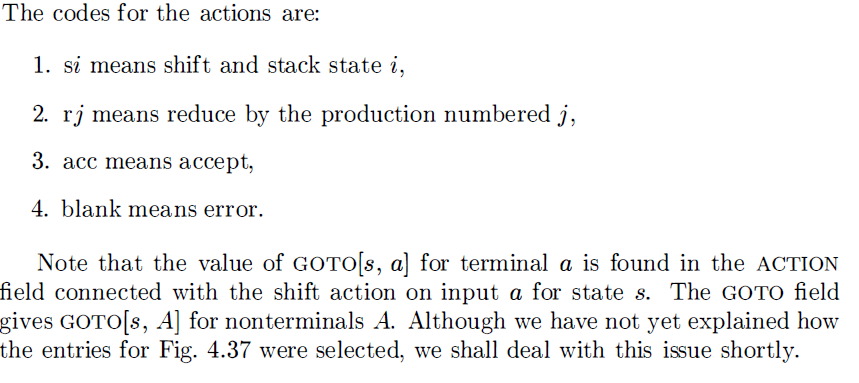 The codes for the actions are:
1. si means shift and stack state i,
2. rj means reduce by the production numbered j,
3. acc means accept,
4. blank means error.
Note that the value of GOTO[s, a] for terminal a is found in the ACTION
field connected with the shift action on input a for state s. The GOTO field
gives GOTO[s, A] for nonterminals A. Although we have not yet explained how
the entries for Fig. 4.37 were selected, we shall deal with this issue shortly.